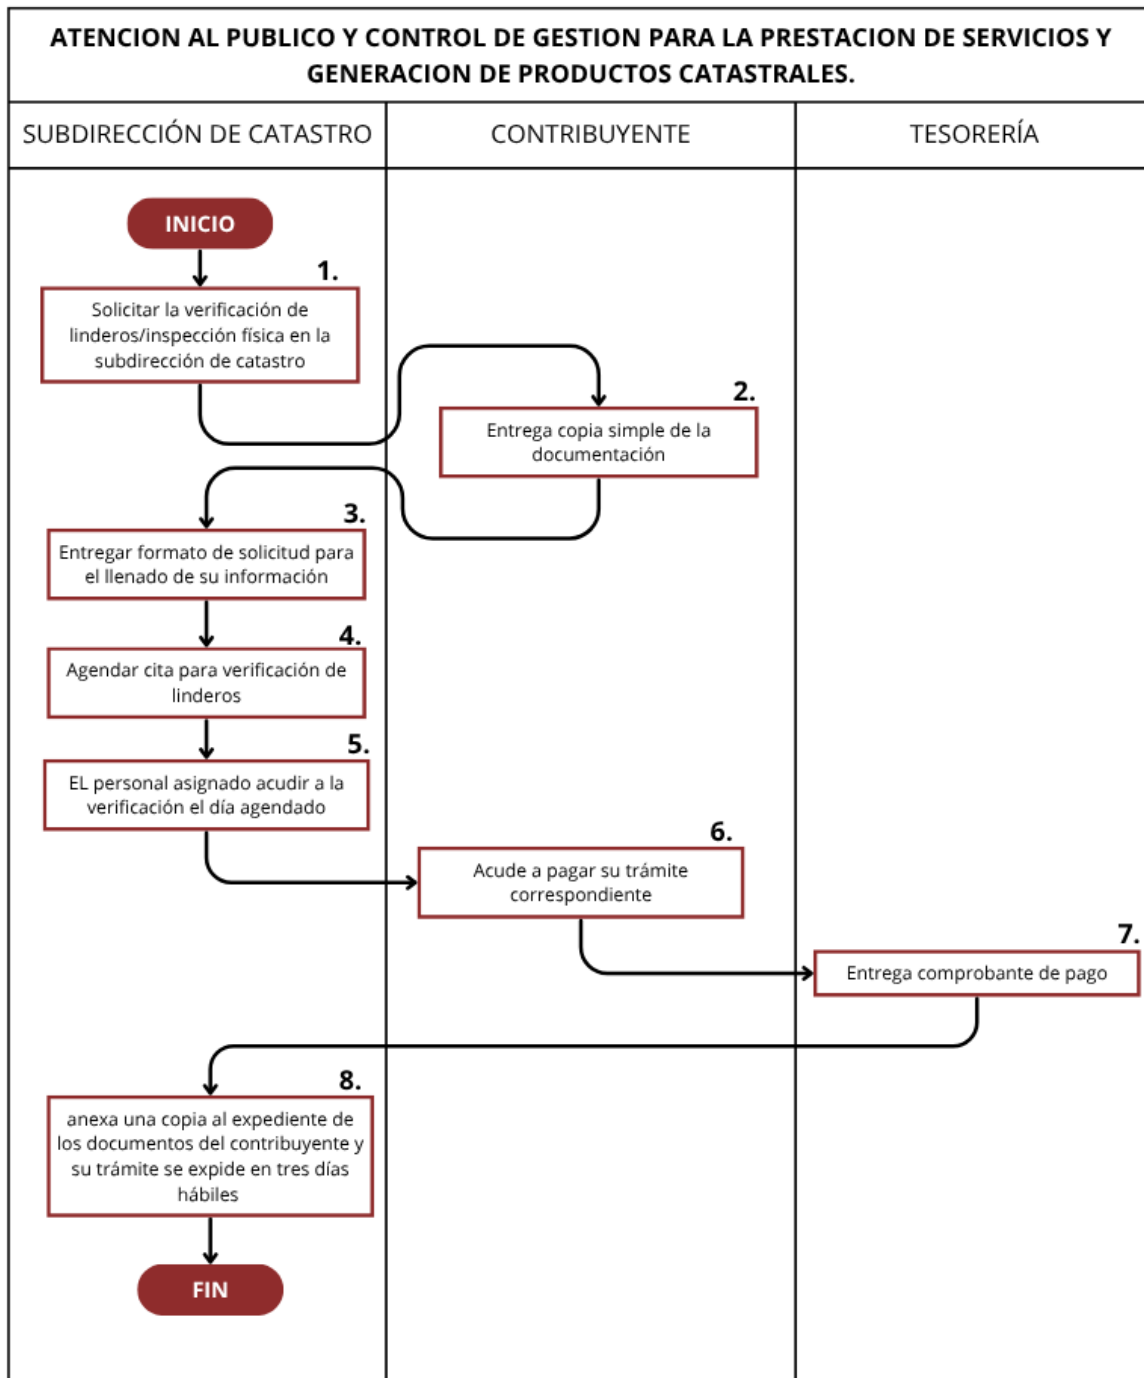 ATENCION AL PUBLICO Y CONTROL DE GESTION PARA LA PRESTACION DE SERVICIOS Y
GENERACION DE PRODUCTOS CATASTRALES.
SUBDIRECCIÓN DE CATASTRO
CONTRIBUYENTE
TESORERÍA
INICIO
1.
Solicitar la verificación de
linderos/inspección física en la
subdirección de catastro
2.
Entrega copia simple de la
documentación
3.
Entregar formato de solicitud para
el llenado de su información
4.
Agendar cita para verificación de
linderos
5.
EL personal asignado acudir a la
verificación el día agendado
6.
Acude a pagar su trámite
correspondiente
7.
Entrega comprobante de pago
8.
anexa una copia al expediente de
los documentos del contribuyente y
su trámite se expide en tres días
hábiles
FIN